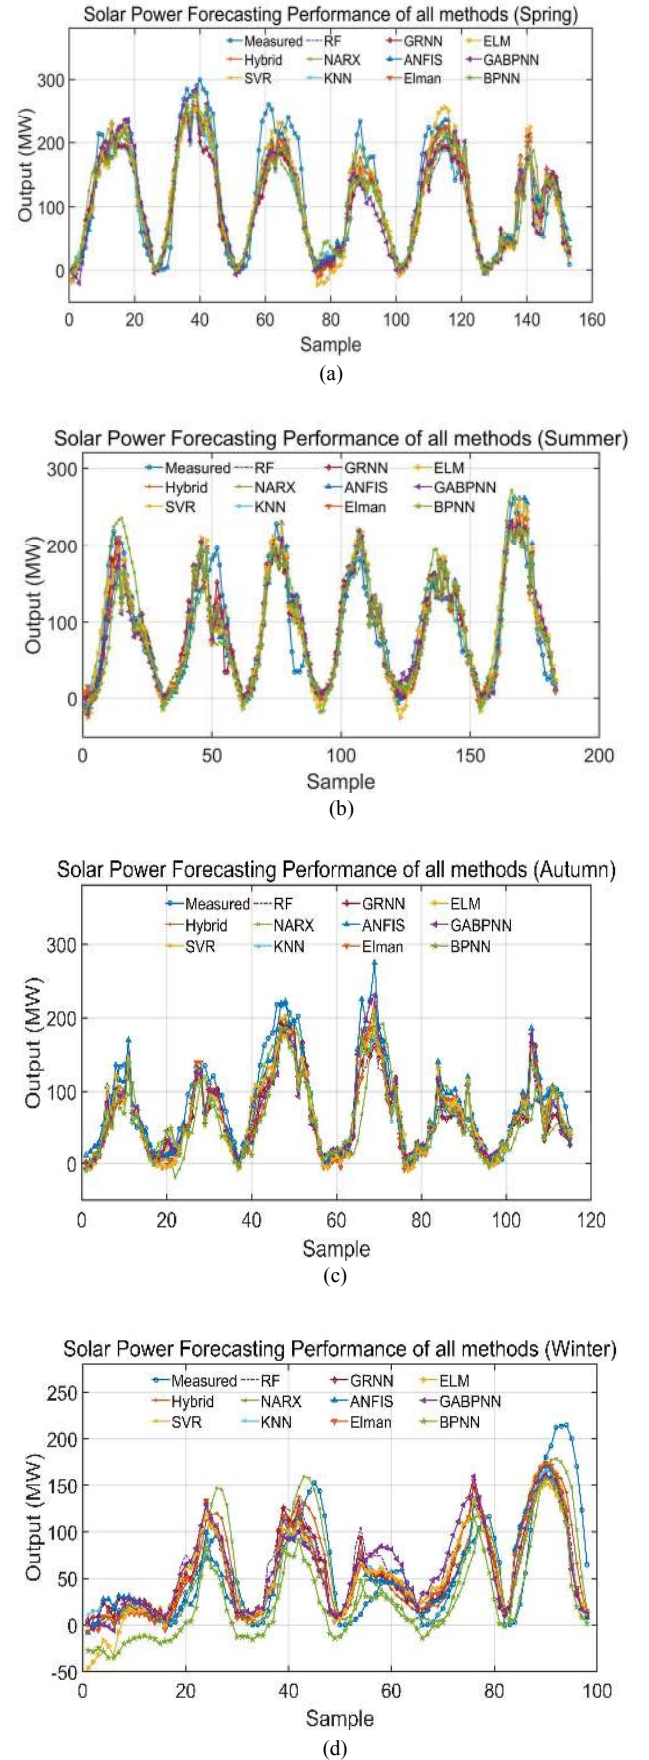 Solar Power Forecasting Performance of all methods (Spring)
Measured RF GRNN ELM
Hybrid NARX ANFIS GABPNN
SVR KNN Elman BPNN
300
200
100
0
Output (MW)
0 20 40 60 80 100 120 140 160
Sample
(a)
Solar Power Forecasting Performance of all methods (Summer)
Measured RF GRNN ELM
Hybrid NARX ANFIS GABPNN
SVR KNN Elman BPNN
300
200
100
0
Output (MW)
0 50 100 150 200
Sample
(b)
Solar Power Forecasting Performance of all methods (Autumn)
Measured RF GRNN ELM
Hybrid NARX ANFIS GABPNN
SVR KNN Elman BPNN
300
200
100
0
Output (MW)
0 20 40 60 80 100 120
Sample
(c)
Solar Power Forecasting Performance of all methods (Winter)
Measured RF GRNN ELM
Hybrid NARX ANFIS GABPNN
SVR KNN Elman BPNN
250
200
150
100
50
0
-50
Output (MW)
0 20 40 60 80 100
Sample
(d)